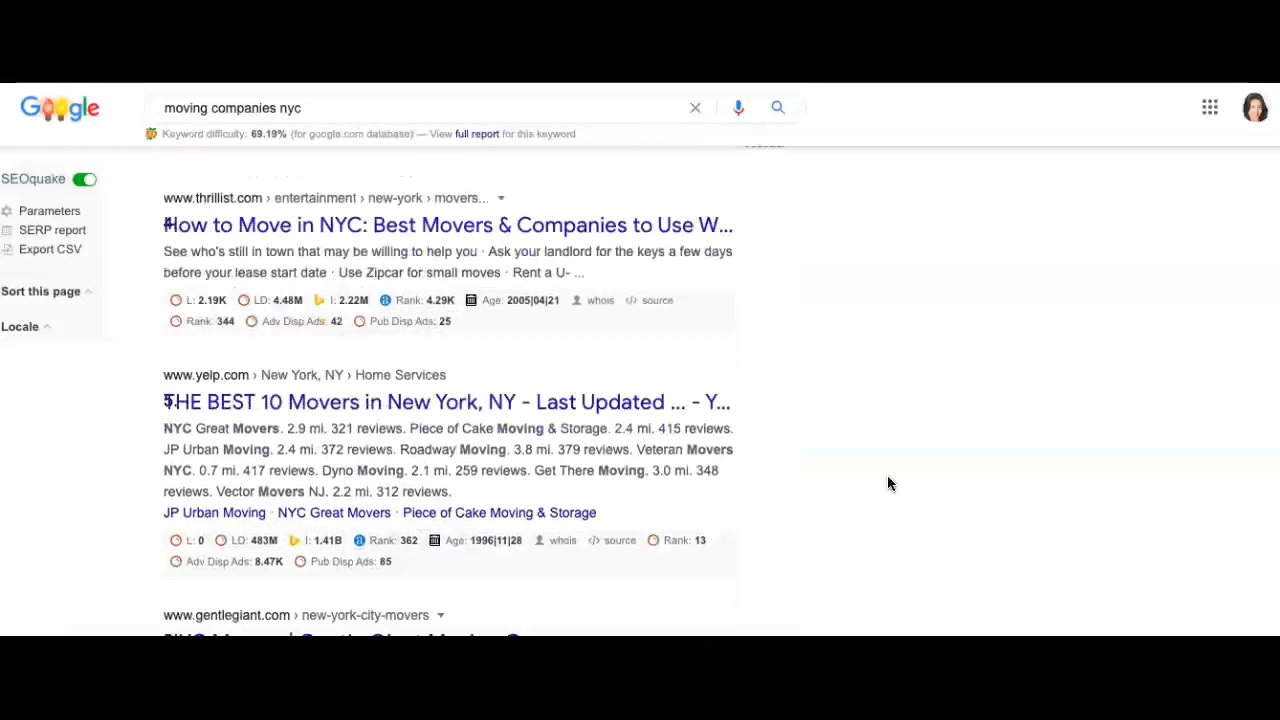 Google
moving companies nyc
Keyword difficulty: 69.19% (for google.com database) — View full report for this keyword
SEOquake
Parameters
SERP report
Export CSV
Sort this page
Locale
www.thrillist.com › entertainment › new-york › movers...
4.
How to Move in NYC: Best Movers & Companies to Use W...
See who's still in town that may be willing to help you · Ask your landlord for the keys a few days
before your lease start date · Use Zipcar for small moves · Rent a U- ...
L: 2.19K LD: 4.48M I: 2.22M Rank: 4.29K Age: 2005|04|21 whois </> source
Rank: 344 Adv Disp Ads: 42 Pub Disp Ads: 25
www.yelp.com › New York, NY › Home Services
5.
THE BEST 10 Movers in New York, NY - Last Updated ... - Y...
NYC Great Movers. 2.9 mi. 321 reviews. Piece of Cake Moving & Storage. 2.4 mi. 415 reviews.
JP Urban Moving. 2.4 mi. 372 reviews. Roadway Moving. 3.8 mi. 379 reviews. Veteran Movers
NYC. 0.7 mi. 417 reviews. Dyno Moving. 2.1 mi. 259 reviews. Get There Moving. 3.0 mi. 348
reviews. Vector Movers NJ. 2.2 mi. 312 reviews.
JP Urban Moving · NYC Great Movers · Piece of Cake Moving & Storage
L: 0 LD: 483M I: 1.41B Rank: 362 Age: 1996|11|28 whois </> source Rank: 13
Adv Disp Ads: 8.47K Pub Disp Ads: 85
www.gentlegiant.com › new-york-city-movers